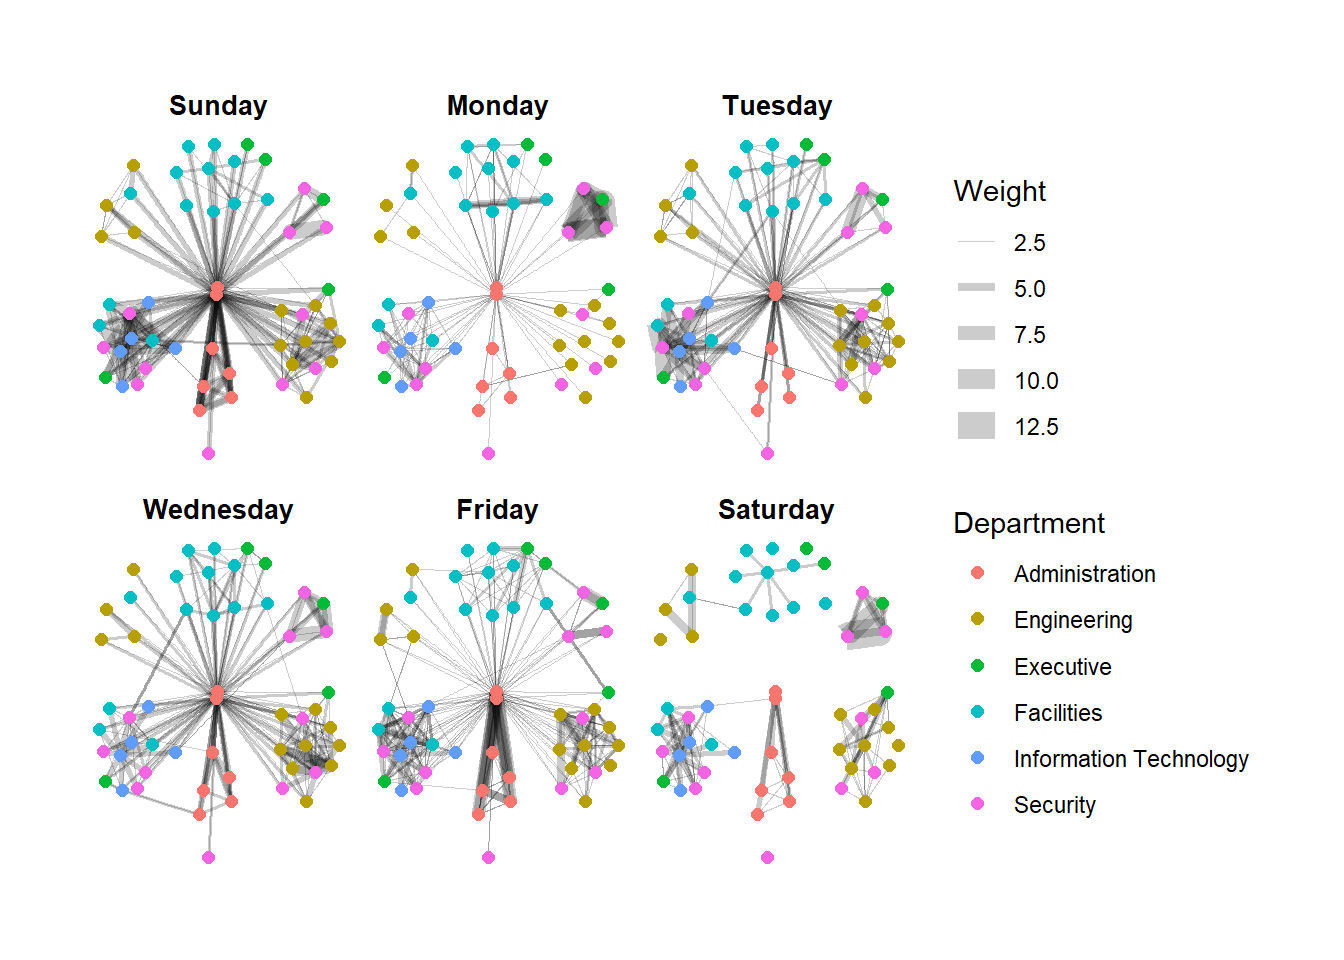 Sunday
Monday
Tuesday
Wednesday
Friday
Saturday
Weight
2.5
5.0
7.5
10.0
12.5
Department
Administration
Engineering
Executive
Facilities
Information Technology
Security